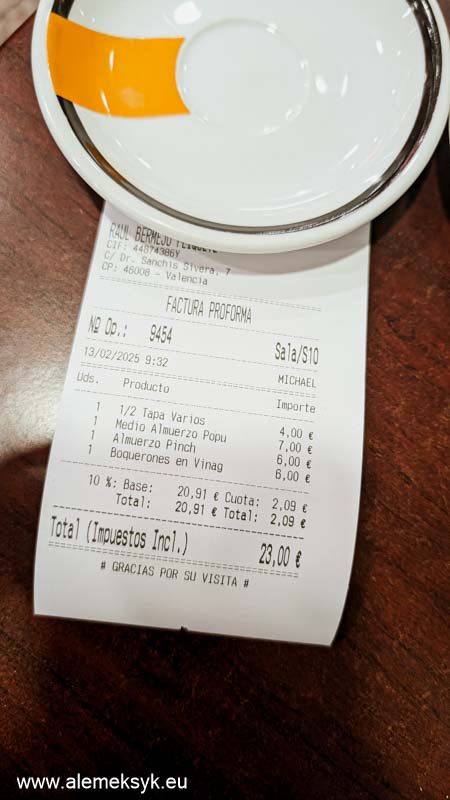 RAUL BERMEJO
CIF: 44874386Y
C/ Dr. Sanchis Sivera, 7
CP: 46008 - Valencia
FACTURA PROFORMA
Nº Op.: 9454 Sala/S10
13/02/2025 9:32 MICHAEL
Uds. Producto Importe
1 1/2 Tapa Varios 4,00 €
1 Medio Almuerzo Popu 7,00 €
1 Almuerzo Pinch 6,00 €
1 Boquerones en Vinag 6,00 €
10 %: Base: 20,91 € Cuota: 2,09 €
Total: 20,91 € Total: 2,09 €
Total (Impuestos Incl.) 23,00 €
# GRACIAS POR SU VISITA #
www.alemeksyk.eu